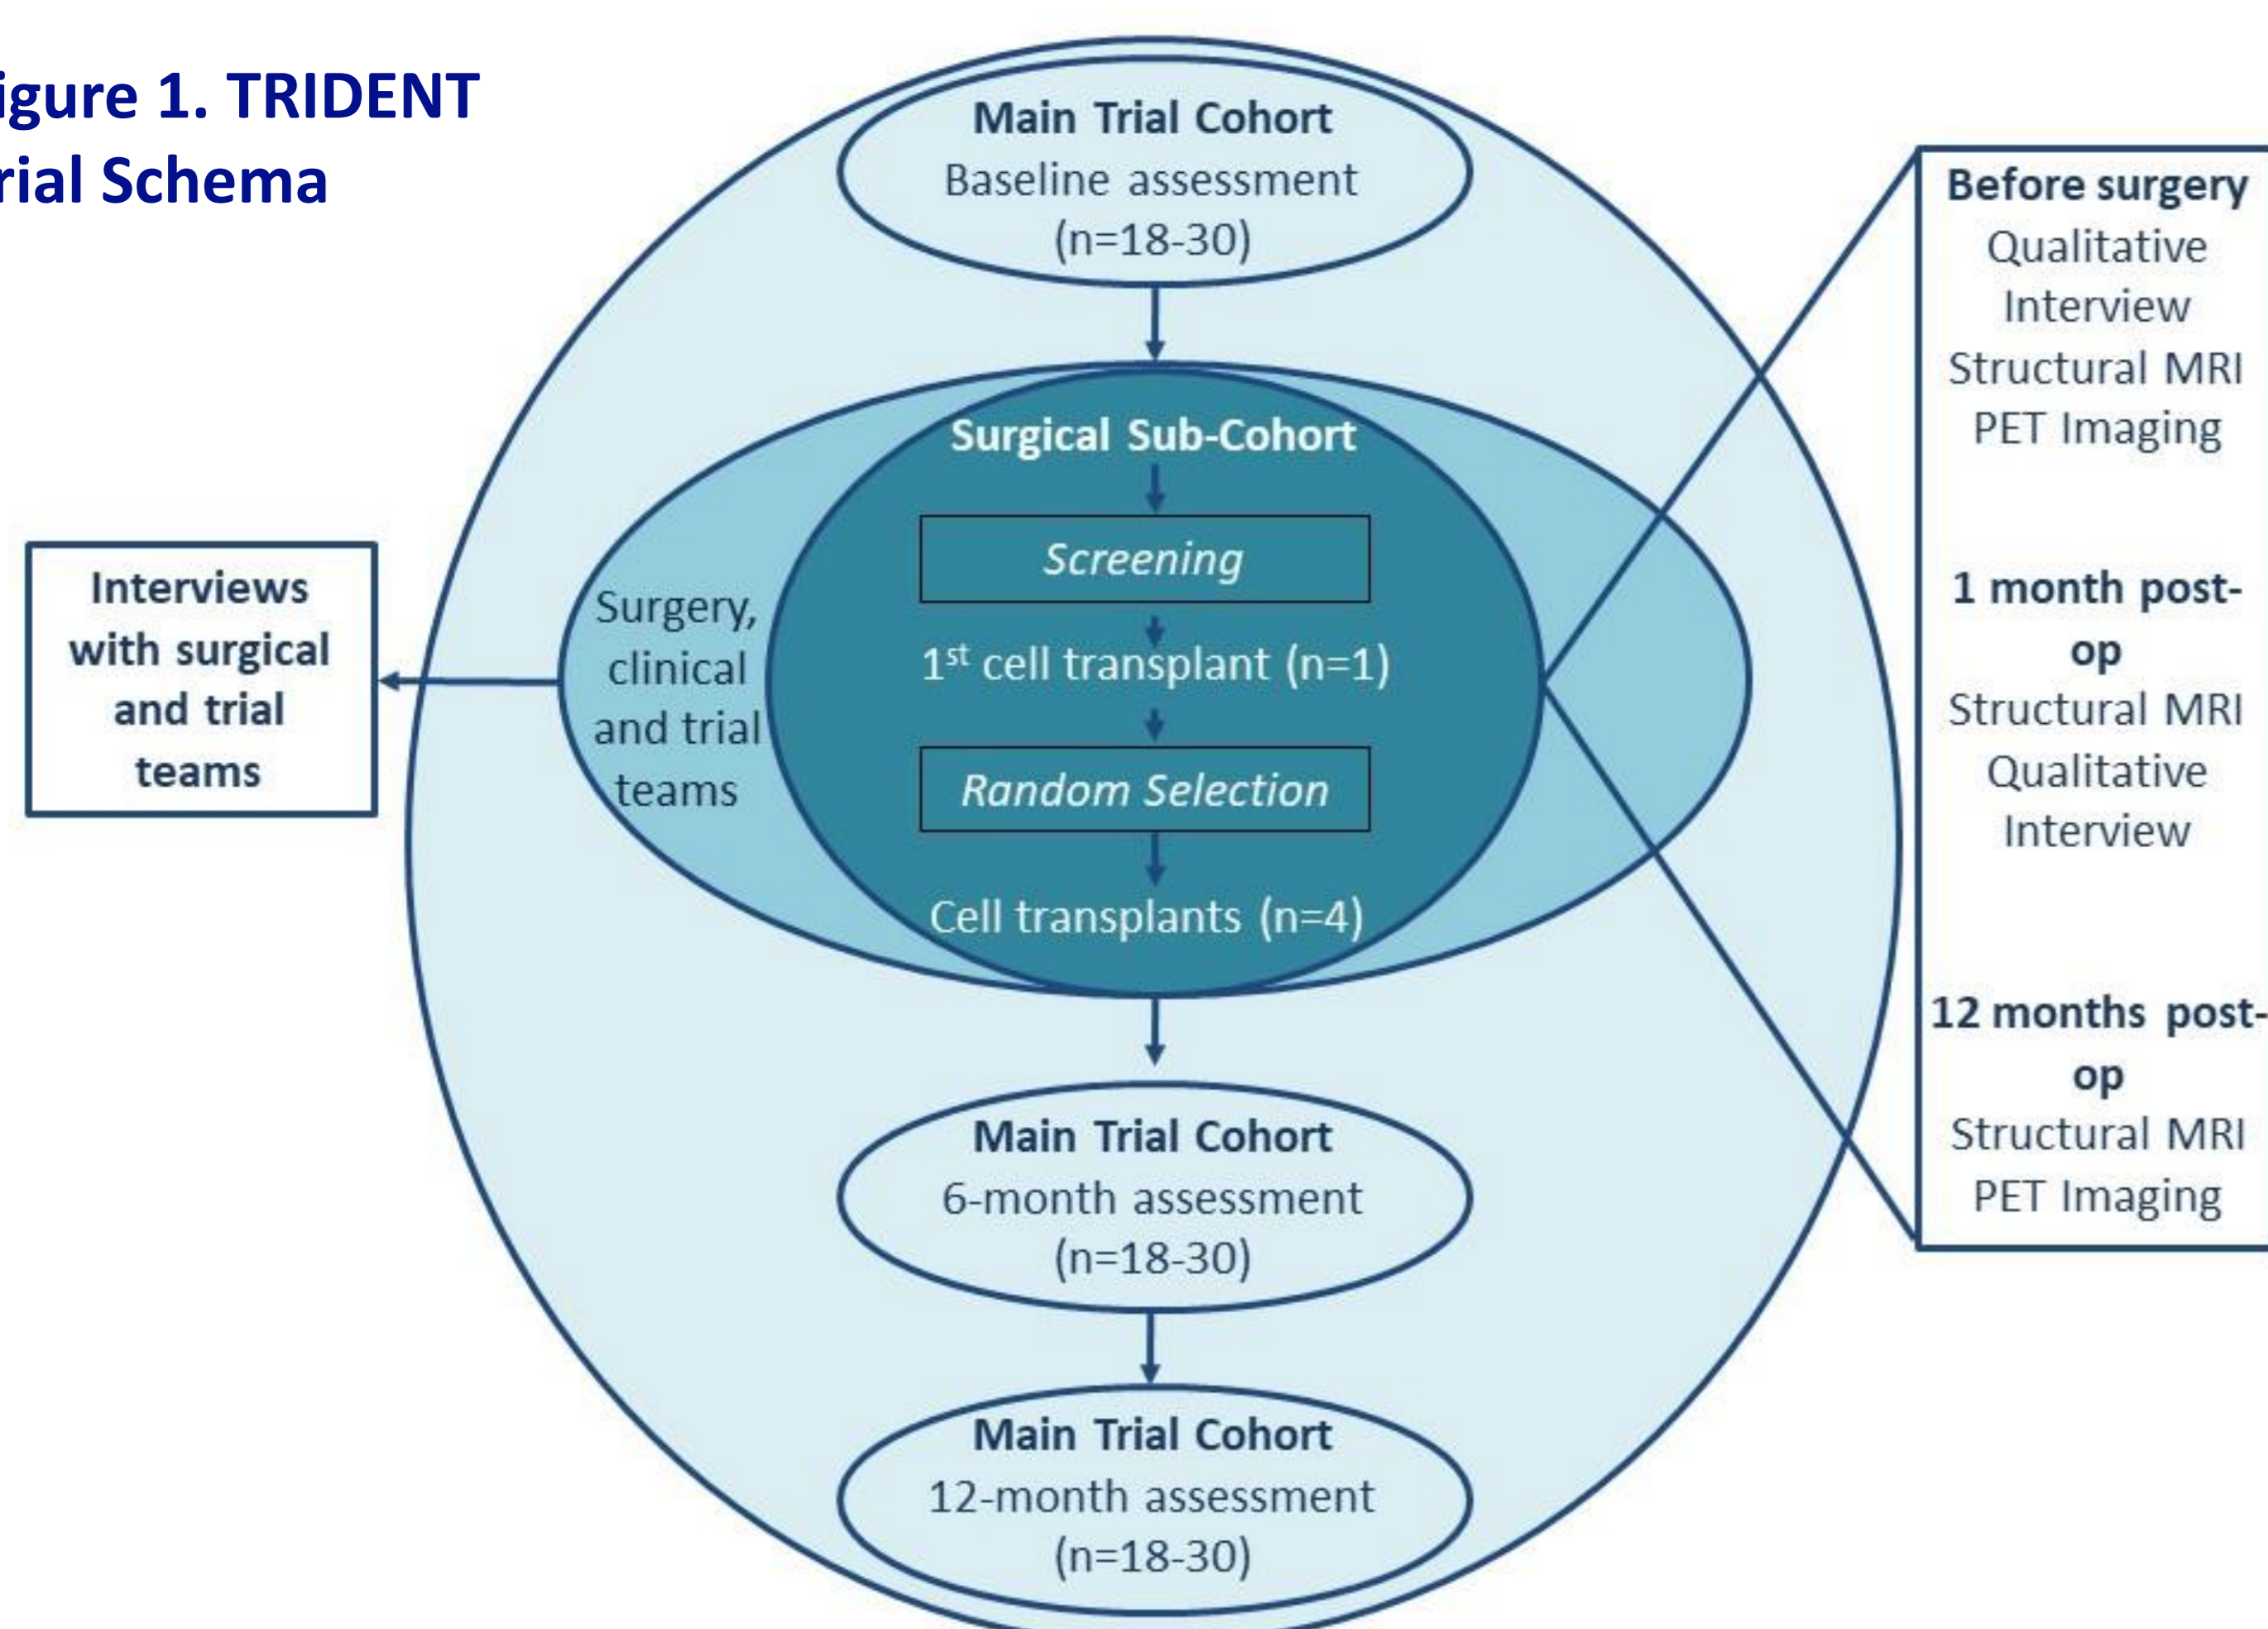 igure 1. TRIDENT
rial Schema
Main Trial Cohort
Baseline assessment
(n=18-30)
Surgical Sub-Cohort
Screening
1st cell transplant (n=1)
Random Selection
Cell transplants (n=4)
Surgery,
clinical
and trial
teams
Interviews
with surgical
and trial
teams
Main Trial Cohort
6-month assessment
(n=18-30)
Main Trial Cohort
12-month assessment
(n=18-30)
Before surgery
Qualitative
Interview
Structural MRI
PET Imaging
1 month post-
op
Structural MRI
Qualitative
Interview
12 months post-
op
Structural MRI
PET Imaging